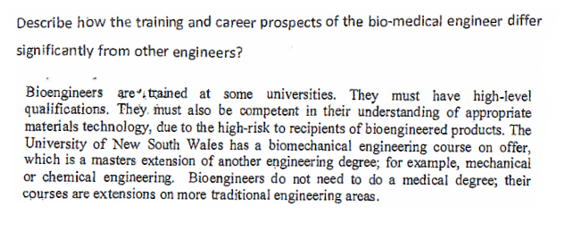 Describe how the training and career prospects of the bio-medical engineer differ
significantly from other engineers?
Bioengineers are trained at some universities. They must have high-level
qualifications. They must also be competent in their understanding of appropriate
materials technology, due to the high-risk to recipients of bioengineered products. The
University of New South Wales has a biomechanical engineering course on offer,
which is a masters extension of another engineering degree; for example, mechanical
or chemical engineering. Bioengineers do not need to do a medical degree; their
courses are extensions on more traditional engineering areas.